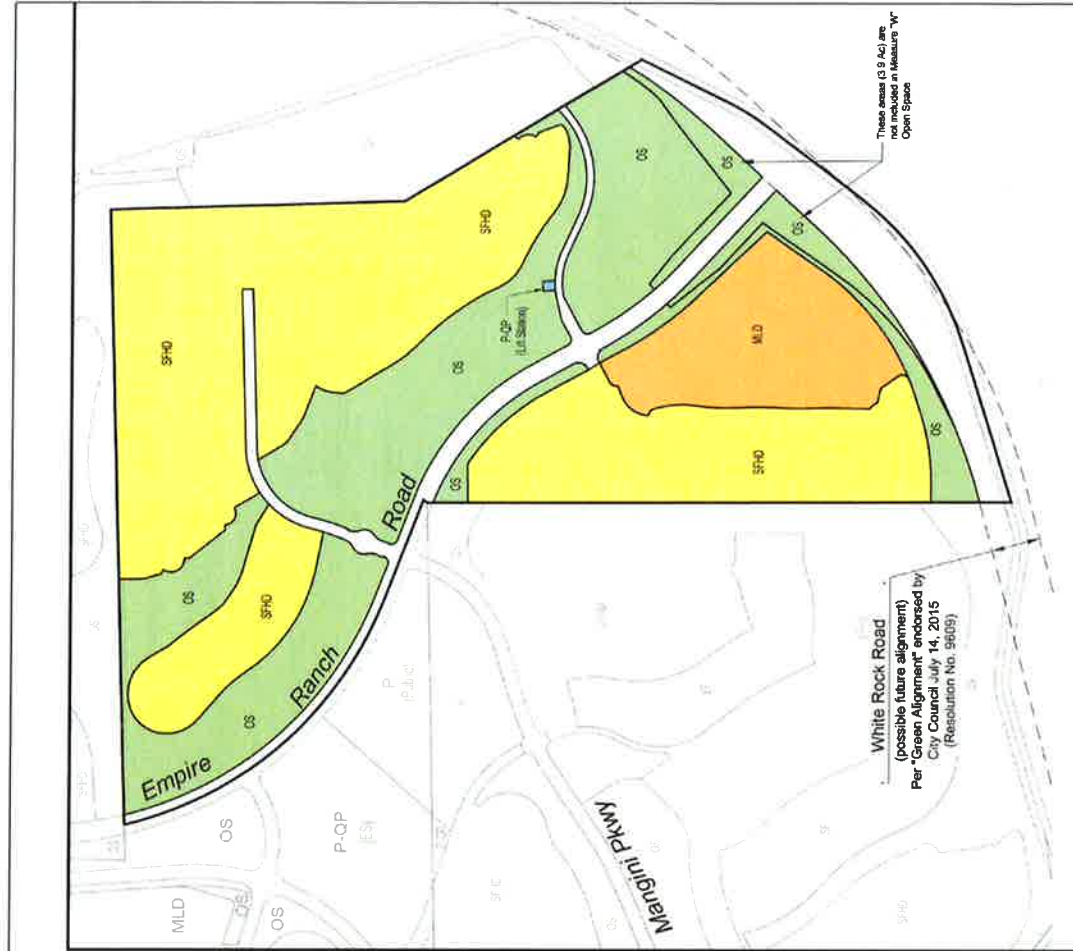 These areas (3.9 Ac) are
not included in Measure "W"
Open Space
OS
SFHD
SFHD
OS
OS
OS
P-QP
(Lift Station)
OS
OS
SFHD
OS
MLD
OS
SFHD
OS
Empire
Ranch
Road
P
(Public)
OS
P-QP
(ES)
MLD
OS
OS
Mangini Pkwy
SF
SFHD
White Rock Road
(possible future alignment)
Per "Green Alignment" endorsed by
City Council July 14, 2015
(Resolution No. 9609)